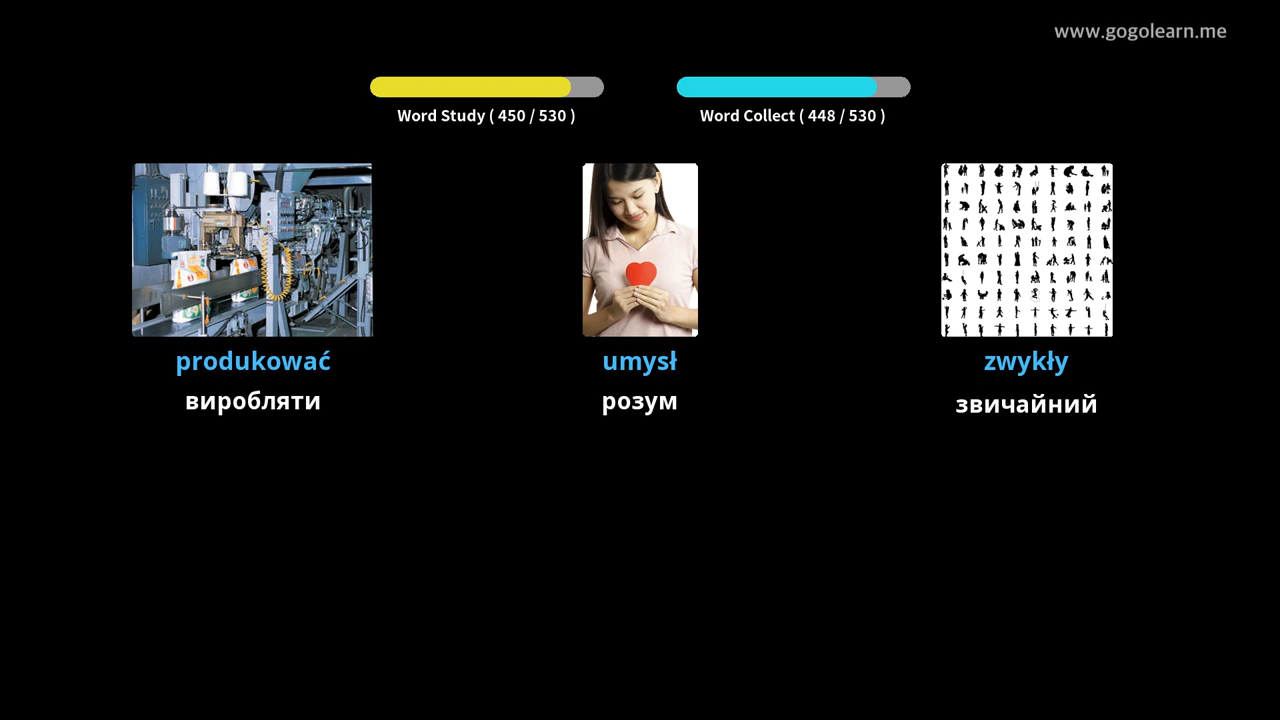 www.gogolearn.me
Word Study ( 450 / 530 )
Word Collect ( 448 / 530 )
produkować
виробляти
umysł
розум
zwykły
звичайний